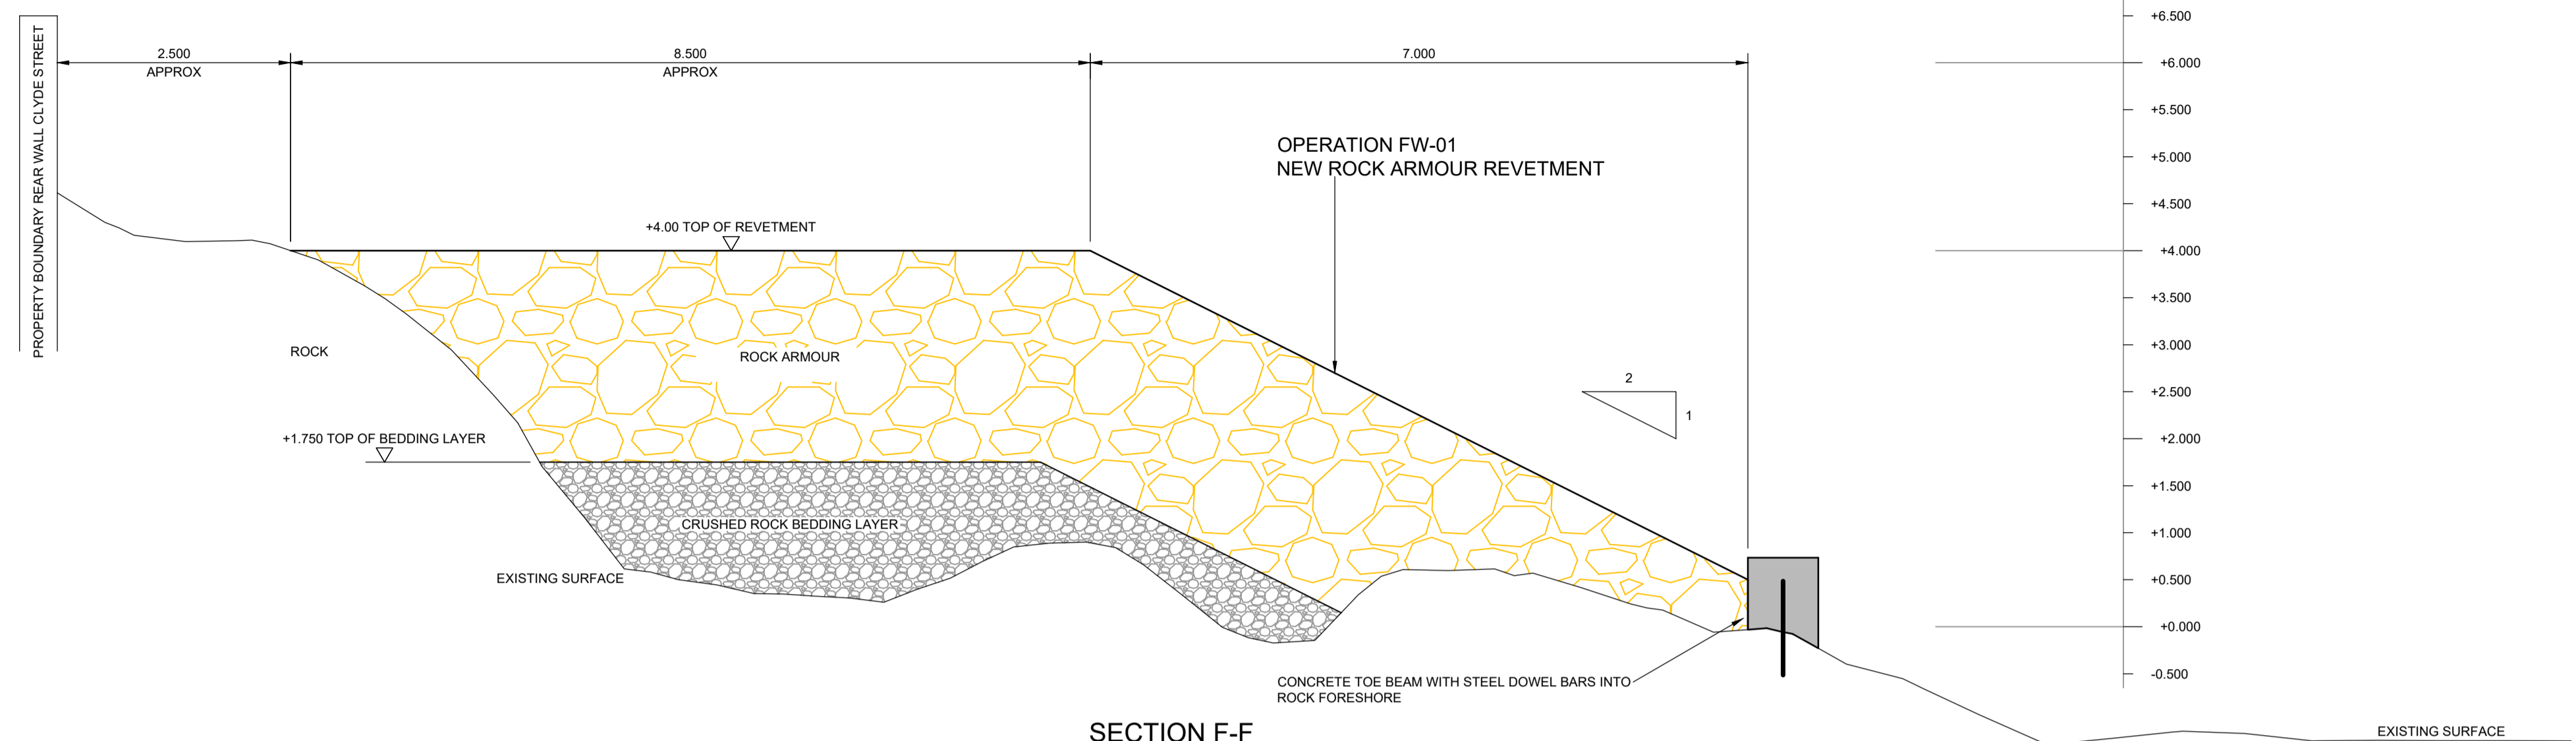 PROPERTY BOUNDARY REAR WALL CLYDE STREET
2.500
APPROX
8.500
APPROX
7.000
OPERATION FW-01
NEW ROCK ARMOUR REVETMENT
+4.00 TOP OF REVETMENT
ROCK
ROCK ARMOUR
2
1
+1.750 TOP OF BEDDING LAYER
CRUSHED ROCK BEDDING LAYER
EXISTING SURFACE
CONCRETE TOE BEAM WITH STEEL DOWEL BARS INTO
ROCK FORESHORE
+6.500
+6.000
+5.500
+5.000
+4.500
+4.000
+3.500
+3.000
+2.500
+2.000
+1.500
+1.000
+0.500
+0.000
-0.500
EXISTING SURFACE
SECTION F-F